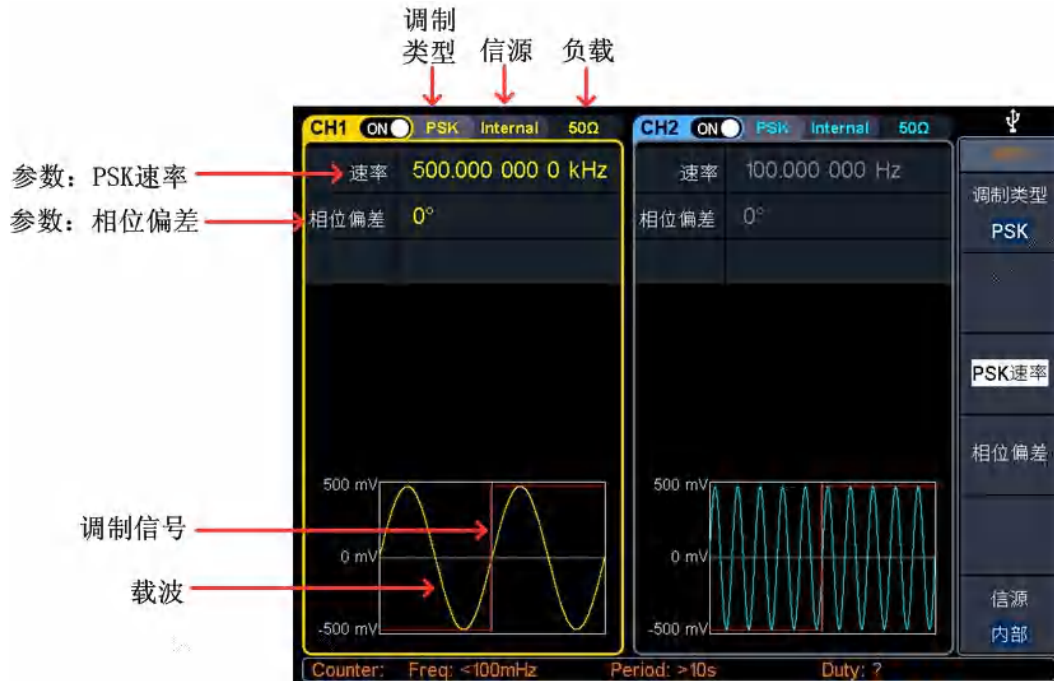 调制
类型 信源 负载
CH1 ON PSK Internal 50Ω
CH2 ON PSK Internal 50Ω
参数：PSK速率
速率 500.000 000 0 kHz
速率 100.000 000 Hz
调制类型
PSK
参数：相位偏差
相位偏差 0°
相位偏差 0°
PSK速率
相位偏差
500 mV
500 mV
调制信号
0 mV
0 mV
载波
-500 mV
-500 mV
信源
内部
Counter: Freq: <100mHz Period: >10s Duty: ?